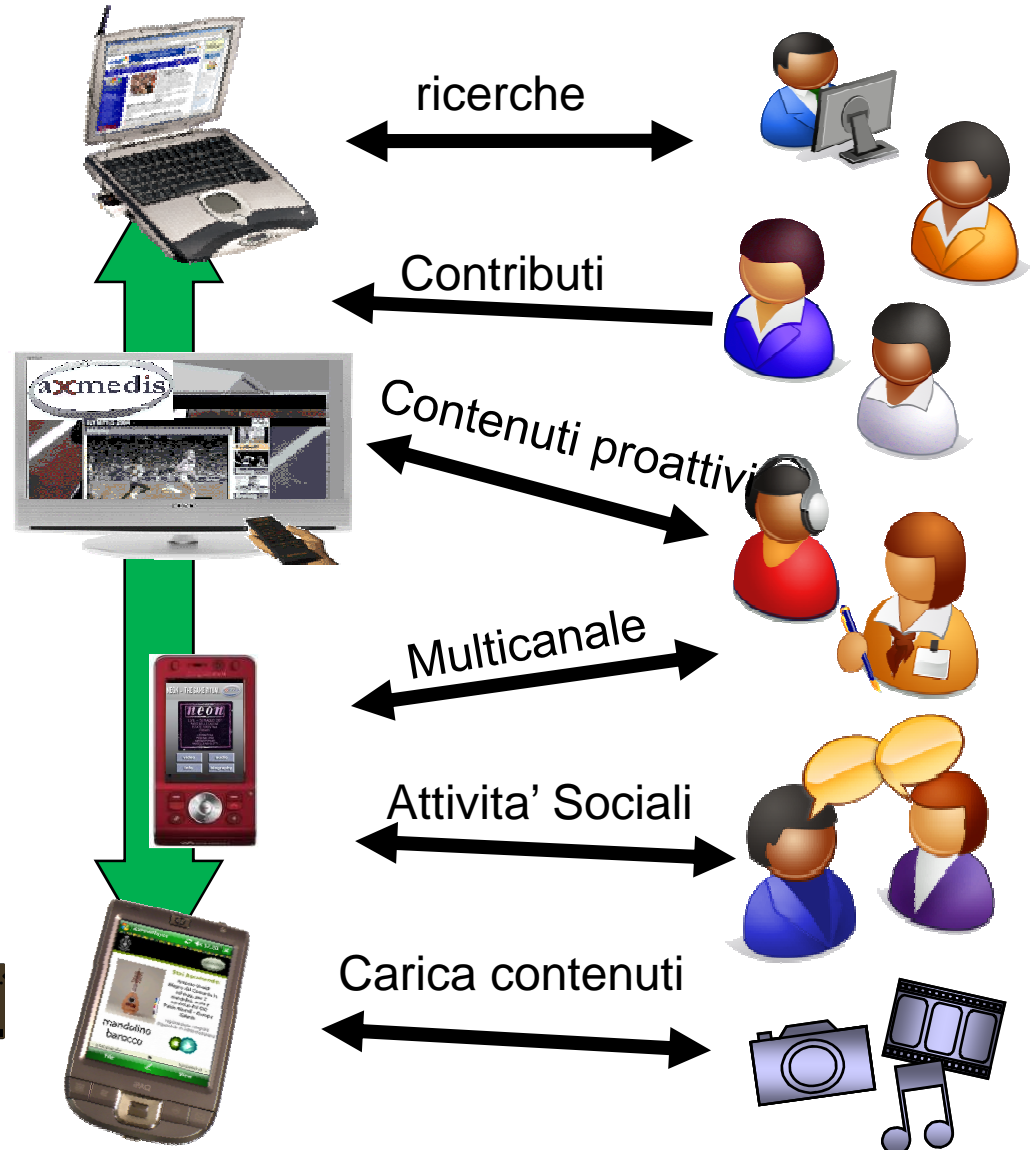 ricerche
Contributi
axmedis
Contenuti proattivi
Multicanale
neon
Attivita' Sociali
Carica contenuti
mandolino
barocco